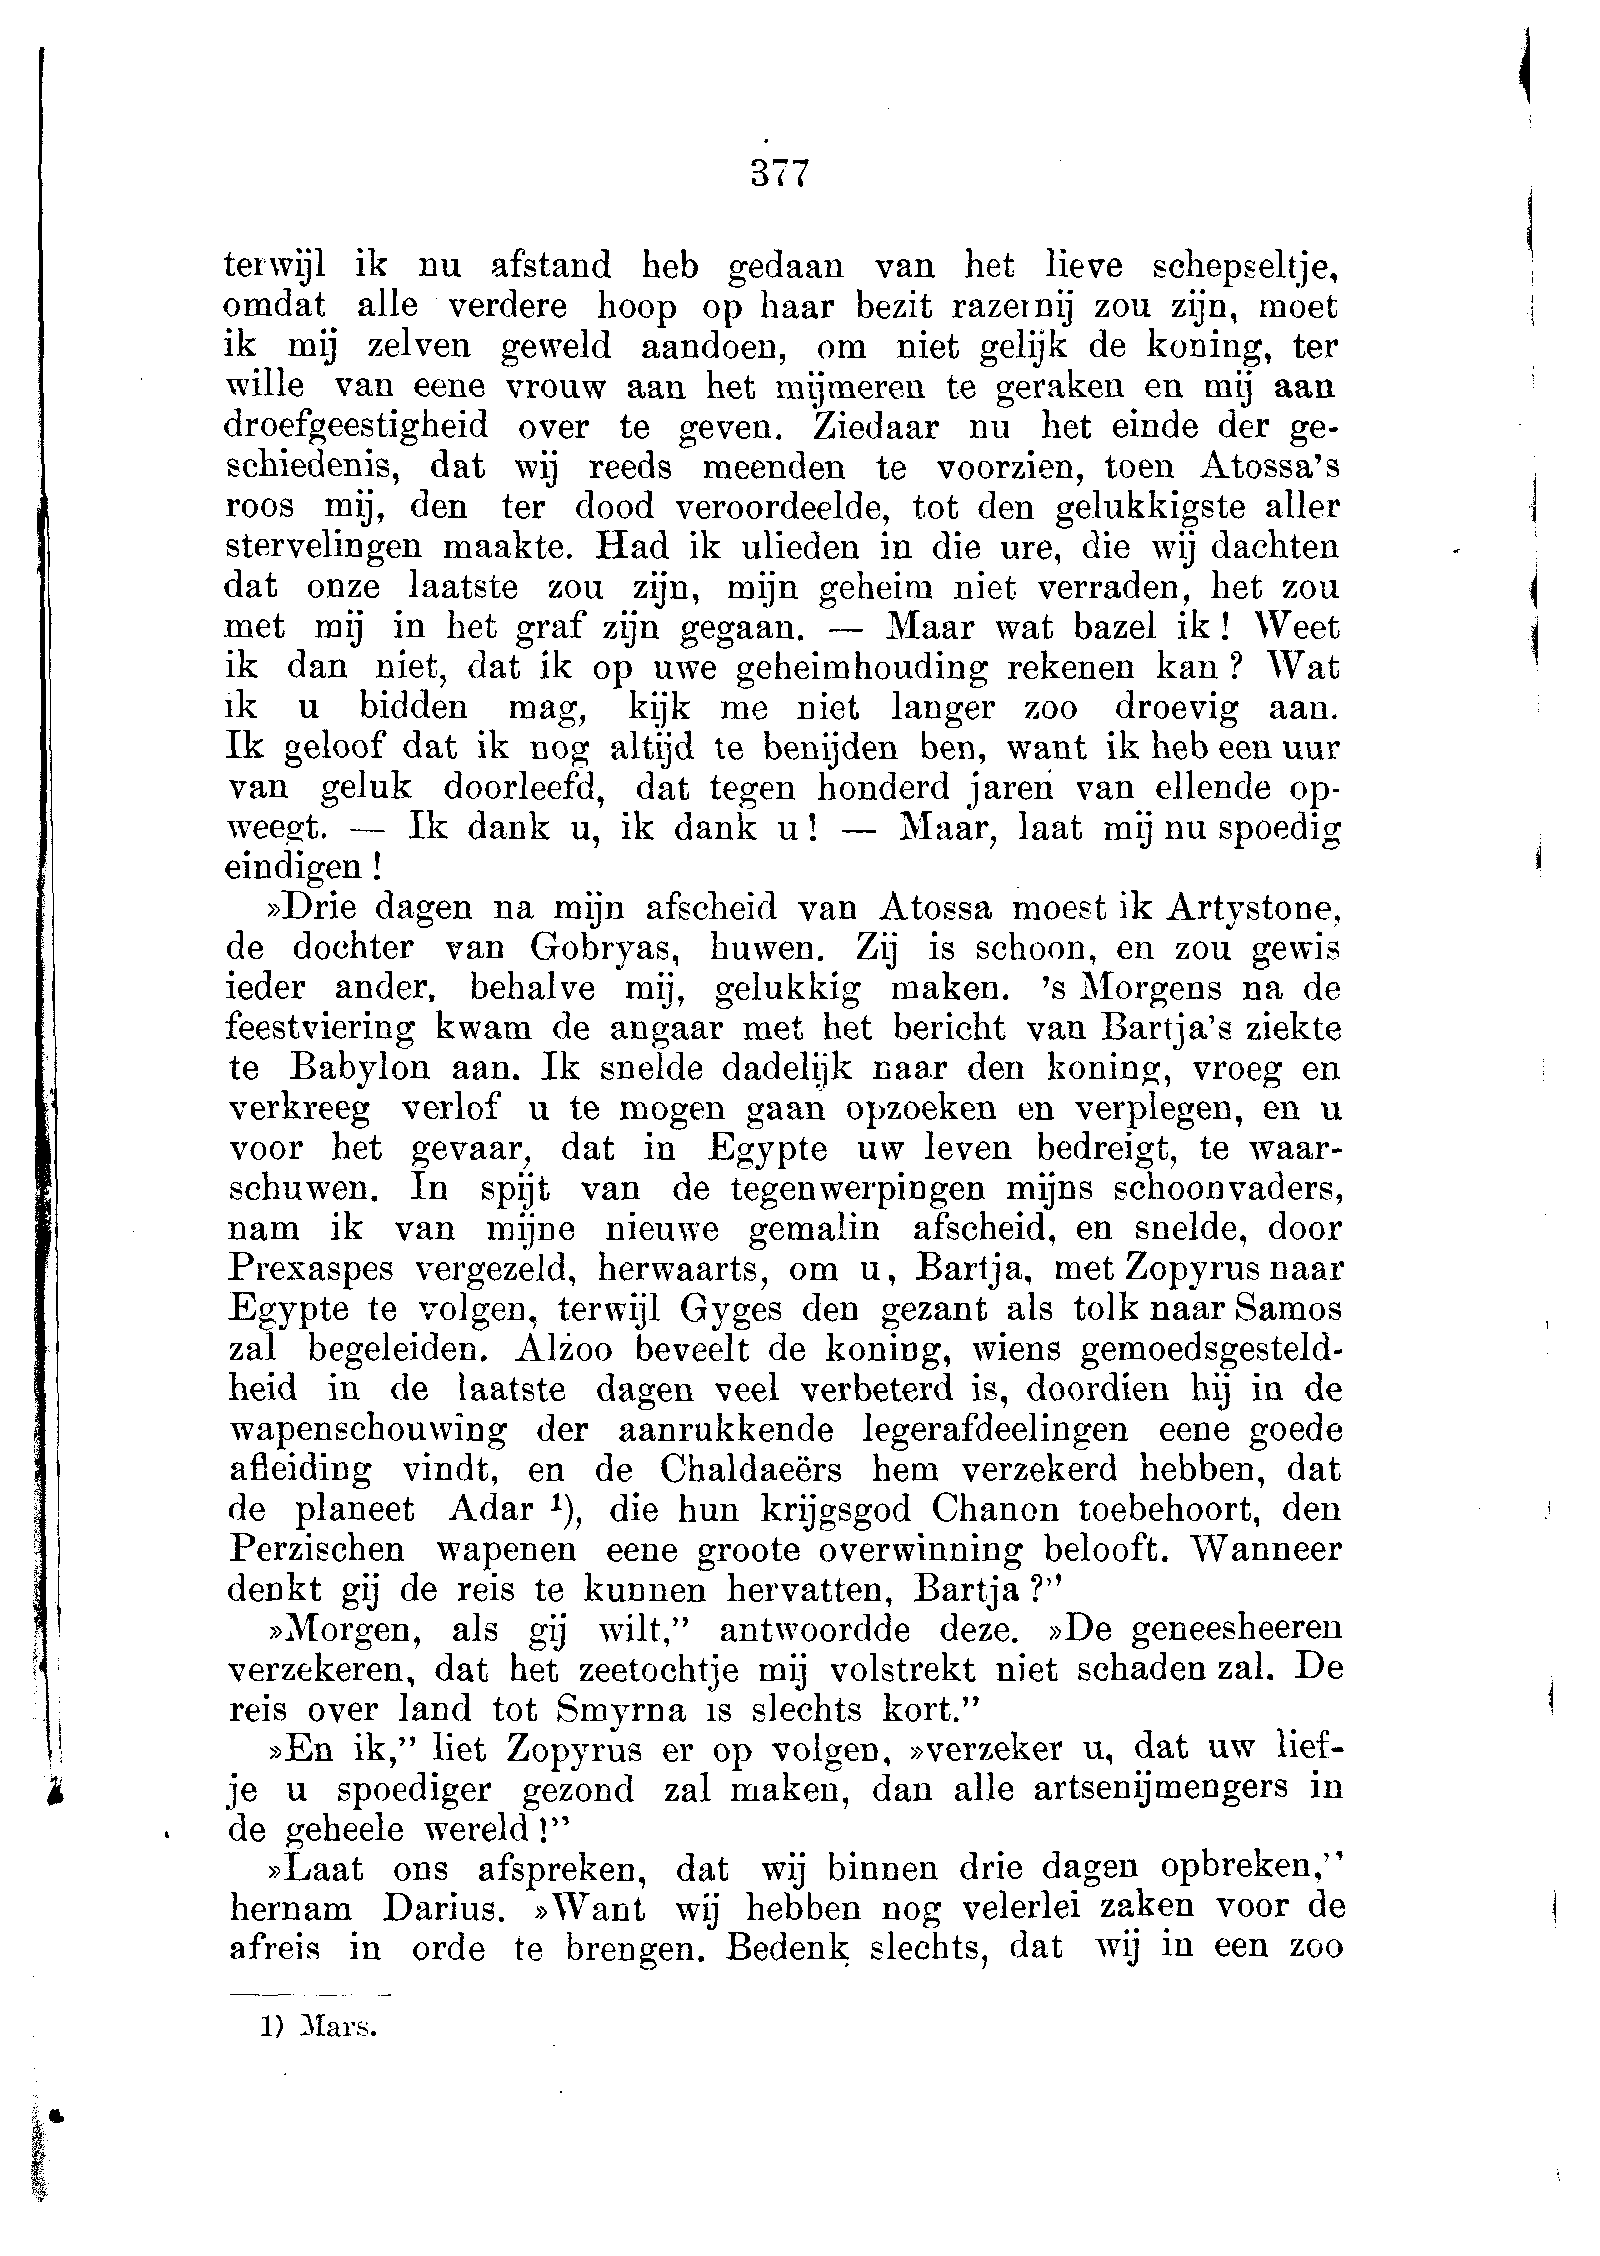 377
terwijl ik nu afstand heb gedaan van het lieve schepseltje,
omdat alle verdere hoop op haar bezit razernij zou zijn, moet
ik mij zelven geweld aandoen, om niet gelijk de koning, ter
wille van eene vrouw aan het mijmeren te geraken en mij aan
droefgeestigheid over te geven. Ziedaar nu het einde der ge-
schiedenis, dat wij reeds meenden te voorzien, toen Atossa's
roos mij, den ter dood veroordeelde, tot den gelukkigste aller
stervelingen maakte. Had ik ulieden in die ure, die wij dachten
dat onze laatste zou zijn, mijn geheim niet verraden, het zou
met mij in het graf zijn gegaan. — Maar wat bazel ik! Weet
ik dan niet, dat ik op uwe geheimhouding rekenen kan? Wat
ik u bidden mag, kijk me niet langer zoo droevig aan.
Ik geloof dat ik nog altijd te benijden ben, want ik heb een uur
van geluk doorleefd, dat tegen honderd jaren van ellende op-
weegt. — Ik dank u, ik dank u! — Maar, laat mij nu spoedig
eindigen!
»Drie dagen na mijn afscheid van Atossa moest ik Artystone,
de dochter van Gobryas, huwen. Zij is schoon, en zou gewis
ieder ander, behalve mij, gelukkig maken. 's Morgens na de
feestviering kwam de angaar met het bericht van Bartja's ziekte
te Babylon aan. Ik snelde dadelijk naar den koning, vroeg en
verkreeg verlof u te mogen gaan opzoeken en verplegen, en u
voor het gevaar, dat in Egypte uw leven bedreigt, te waar-
schuwen. In spijt van de tegenwerpingen mijns schoonvaders,
nam ik van mijne nieuwe gemalin afscheid, en snelde, door
Prexaspes vergezeld, herwaarts, om u, Bartja, met Zopyrus naar
Egypte te volgen, terwijl Gyges den gezant als tolk naar Samos
zal begeleiden. Alzoo beveelt de koning, wiens gemoedsgesteld-
heid in de laatste dagen veel verbeterd is, doordien hij in de
wapenschouwing der aanrukkende legerafdeelingen eene goede
afleiding vindt, en de Chaldaeërs hem verzekerd hebben, dat
de planeet Adar ¹), die hun krijgsgod Chanon toebehoort, den
Perzischen wapenen eene groote overwinning belooft. Wanneer
denkt gij de reis te kunnen hervatten, Bartja?"
»Morgen, als gij wilt," antwoordde deze. »De geneesheeren
verzekeren, dat het zeetochtje mij volstrekt niet schaden zal. De
reis over land tot Smyrna is slechts kort."
»En ik," liet Zopyrus er op volgen, »verzeker u, dat uw lief-
je u spoediger gezond zal maken, dan alle artsenijmengers in
de geheele wereld!"
»Laat ons afspreken, dat wij binnen drie dagen opbreken,"
hernam Darius. »Want wij hebben nog velerlei zaken voor de
afreis in orde te brengen. Bedenk slechts, dat wij in een zoo
1) Mars.